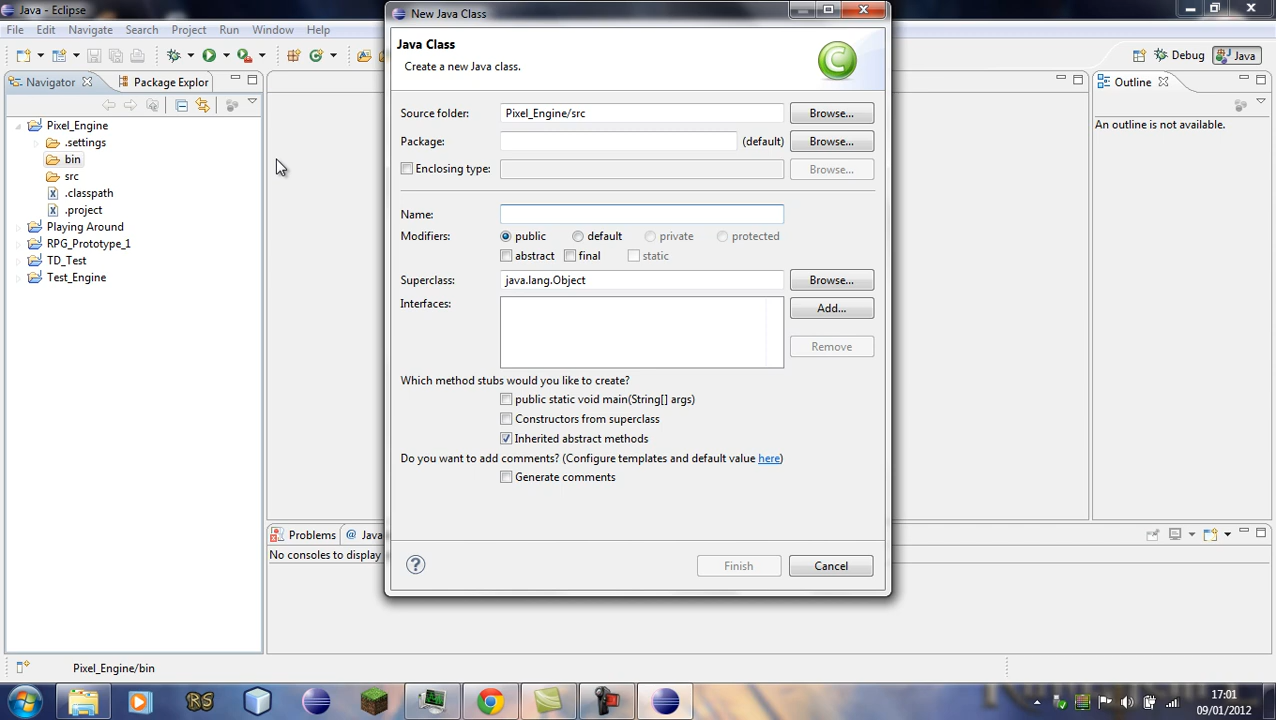 Java - Eclipse
New Java Class
File Edit Navigate Search Project Run Window Help
Java Class
Create a new Java class.
Debug Java
Navigator Package Explor
Outline
An outline is not available.
Pixel_Engine
.settings
bin
src
.classpath
.project
Playing Around
RPG_Prototype_1
TD_Test
Test_Engine
Source folder: Pixel_Engine/src Browse...
Package: (default) Browse...
Enclosing type: Browse...
Name:
Modifiers: public default private protected
abstract final static
Superclass: java.lang.Object Browse...
Interfaces: Add...
Remove
Which method stubs would you like to create?
public static void main(String[] args)
Constructors from superclass
Inherited abstract methods
Do you want to add comments? (Configure templates and default value here)
Generate comments
Finish Cancel
Problems @ Java
No consoles to display
Pixel_Engine/bin
RS
17:01
09/01/2012